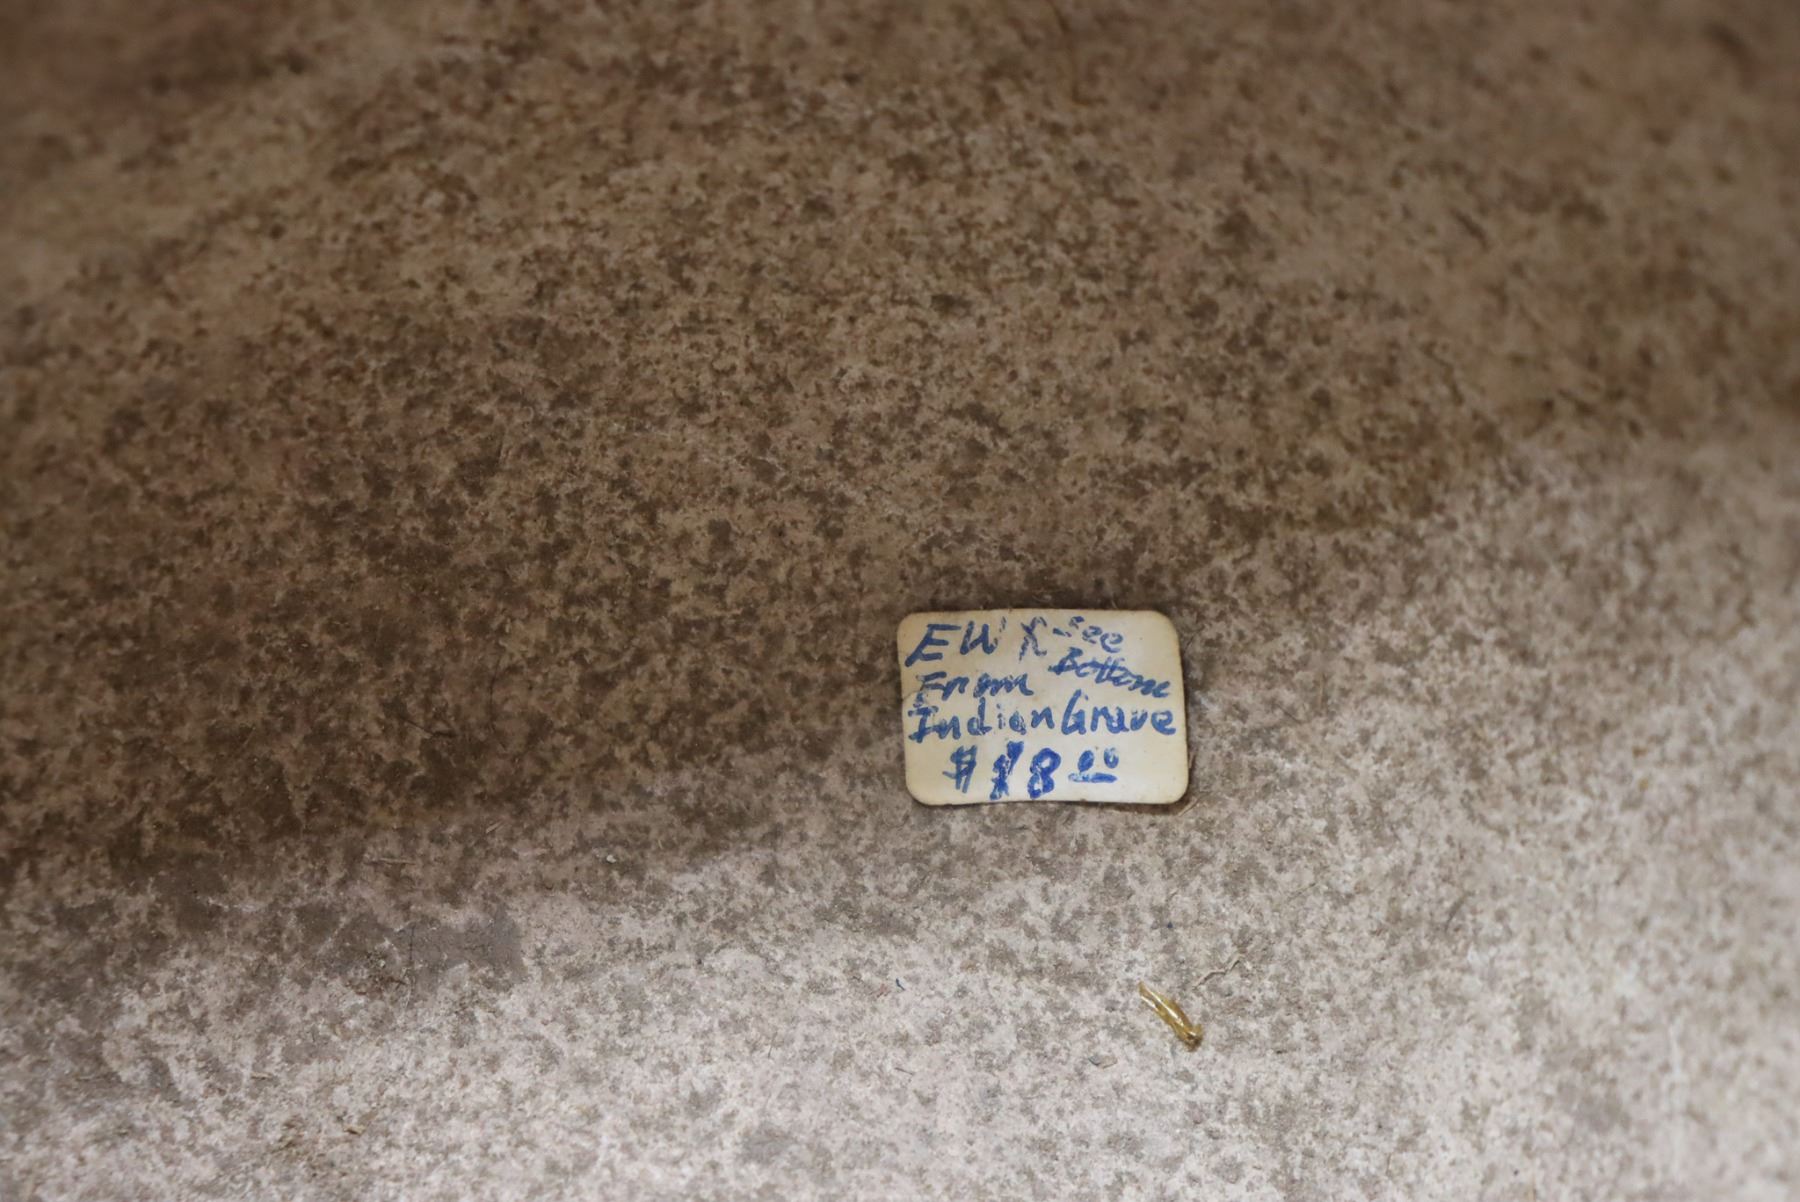 EW X See
Bottom
From
Indian Grave
$18.00